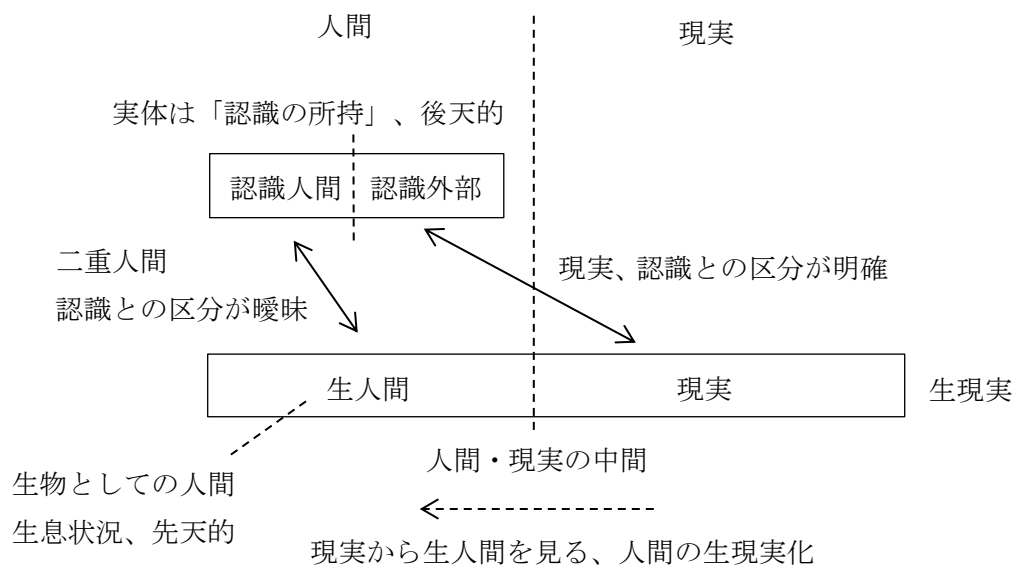 人間
現実
実体は「認識の所持」、後天的
認識人間
認識外部
二重人間
認識との区分が曖昧
現実、認識との区分が明確
生人間
現実
生現実
人間・現実の中間
生物としての人間
生息状況、先天的
現実から生人間を見る、人間の生現実化